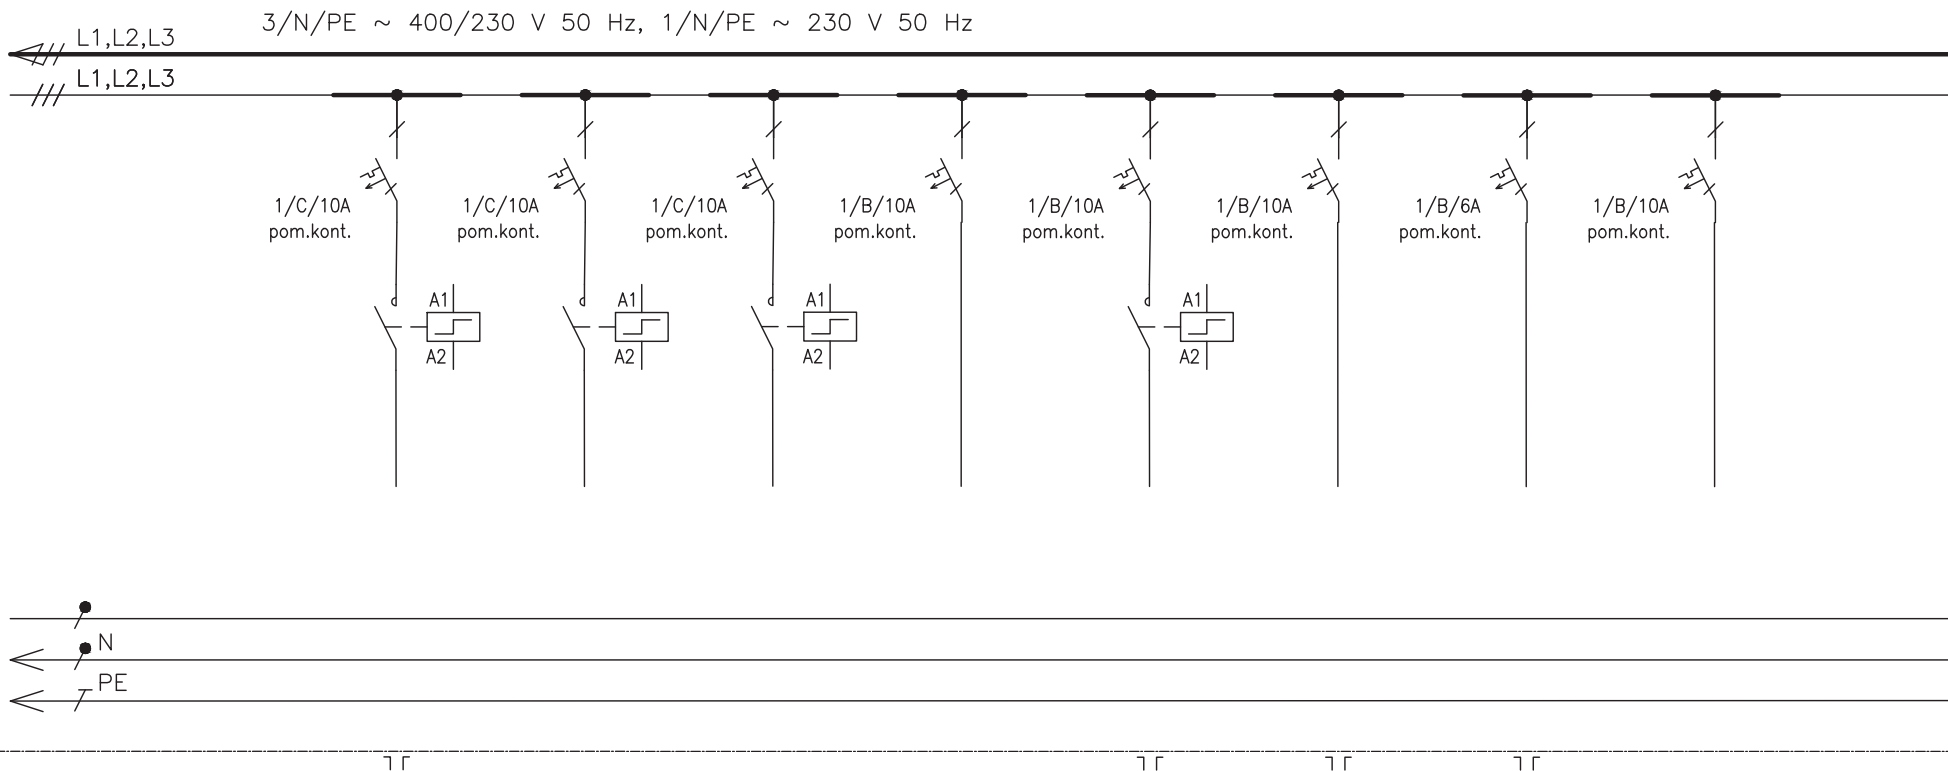 3/N/PE ~ 400/230 V 50 Hz, 1/N/PE ~ 230 V 50 Hz
L1,L2,L3
L1,L2,L3
1/C/10A
pom.kont.
1/C/10A
pom.kont.
1/C/10A
pom.kont.
1/B/10A
pom.kont.
1/B/10A
pom.kont.
1/B/10A
pom.kont.
1/B/6A
pom.kont.
1/B/10A
pom.kont.
A1
A2
A1
A2
A1
A2
A1
A2
N
PE